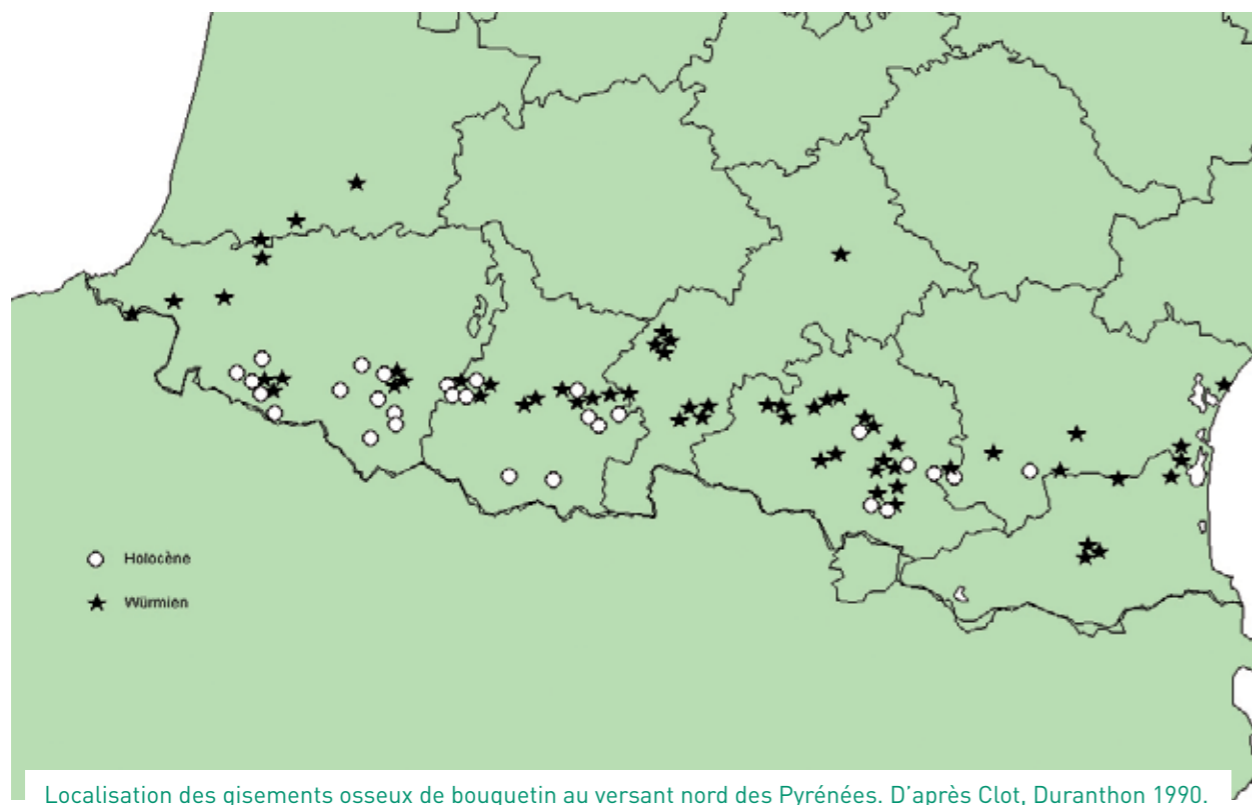 Holocène
Würmien
Localisation des gisements osseux de bouquetin au versant nord des Pyrénées. D'après Clot, Duranthon 1990.